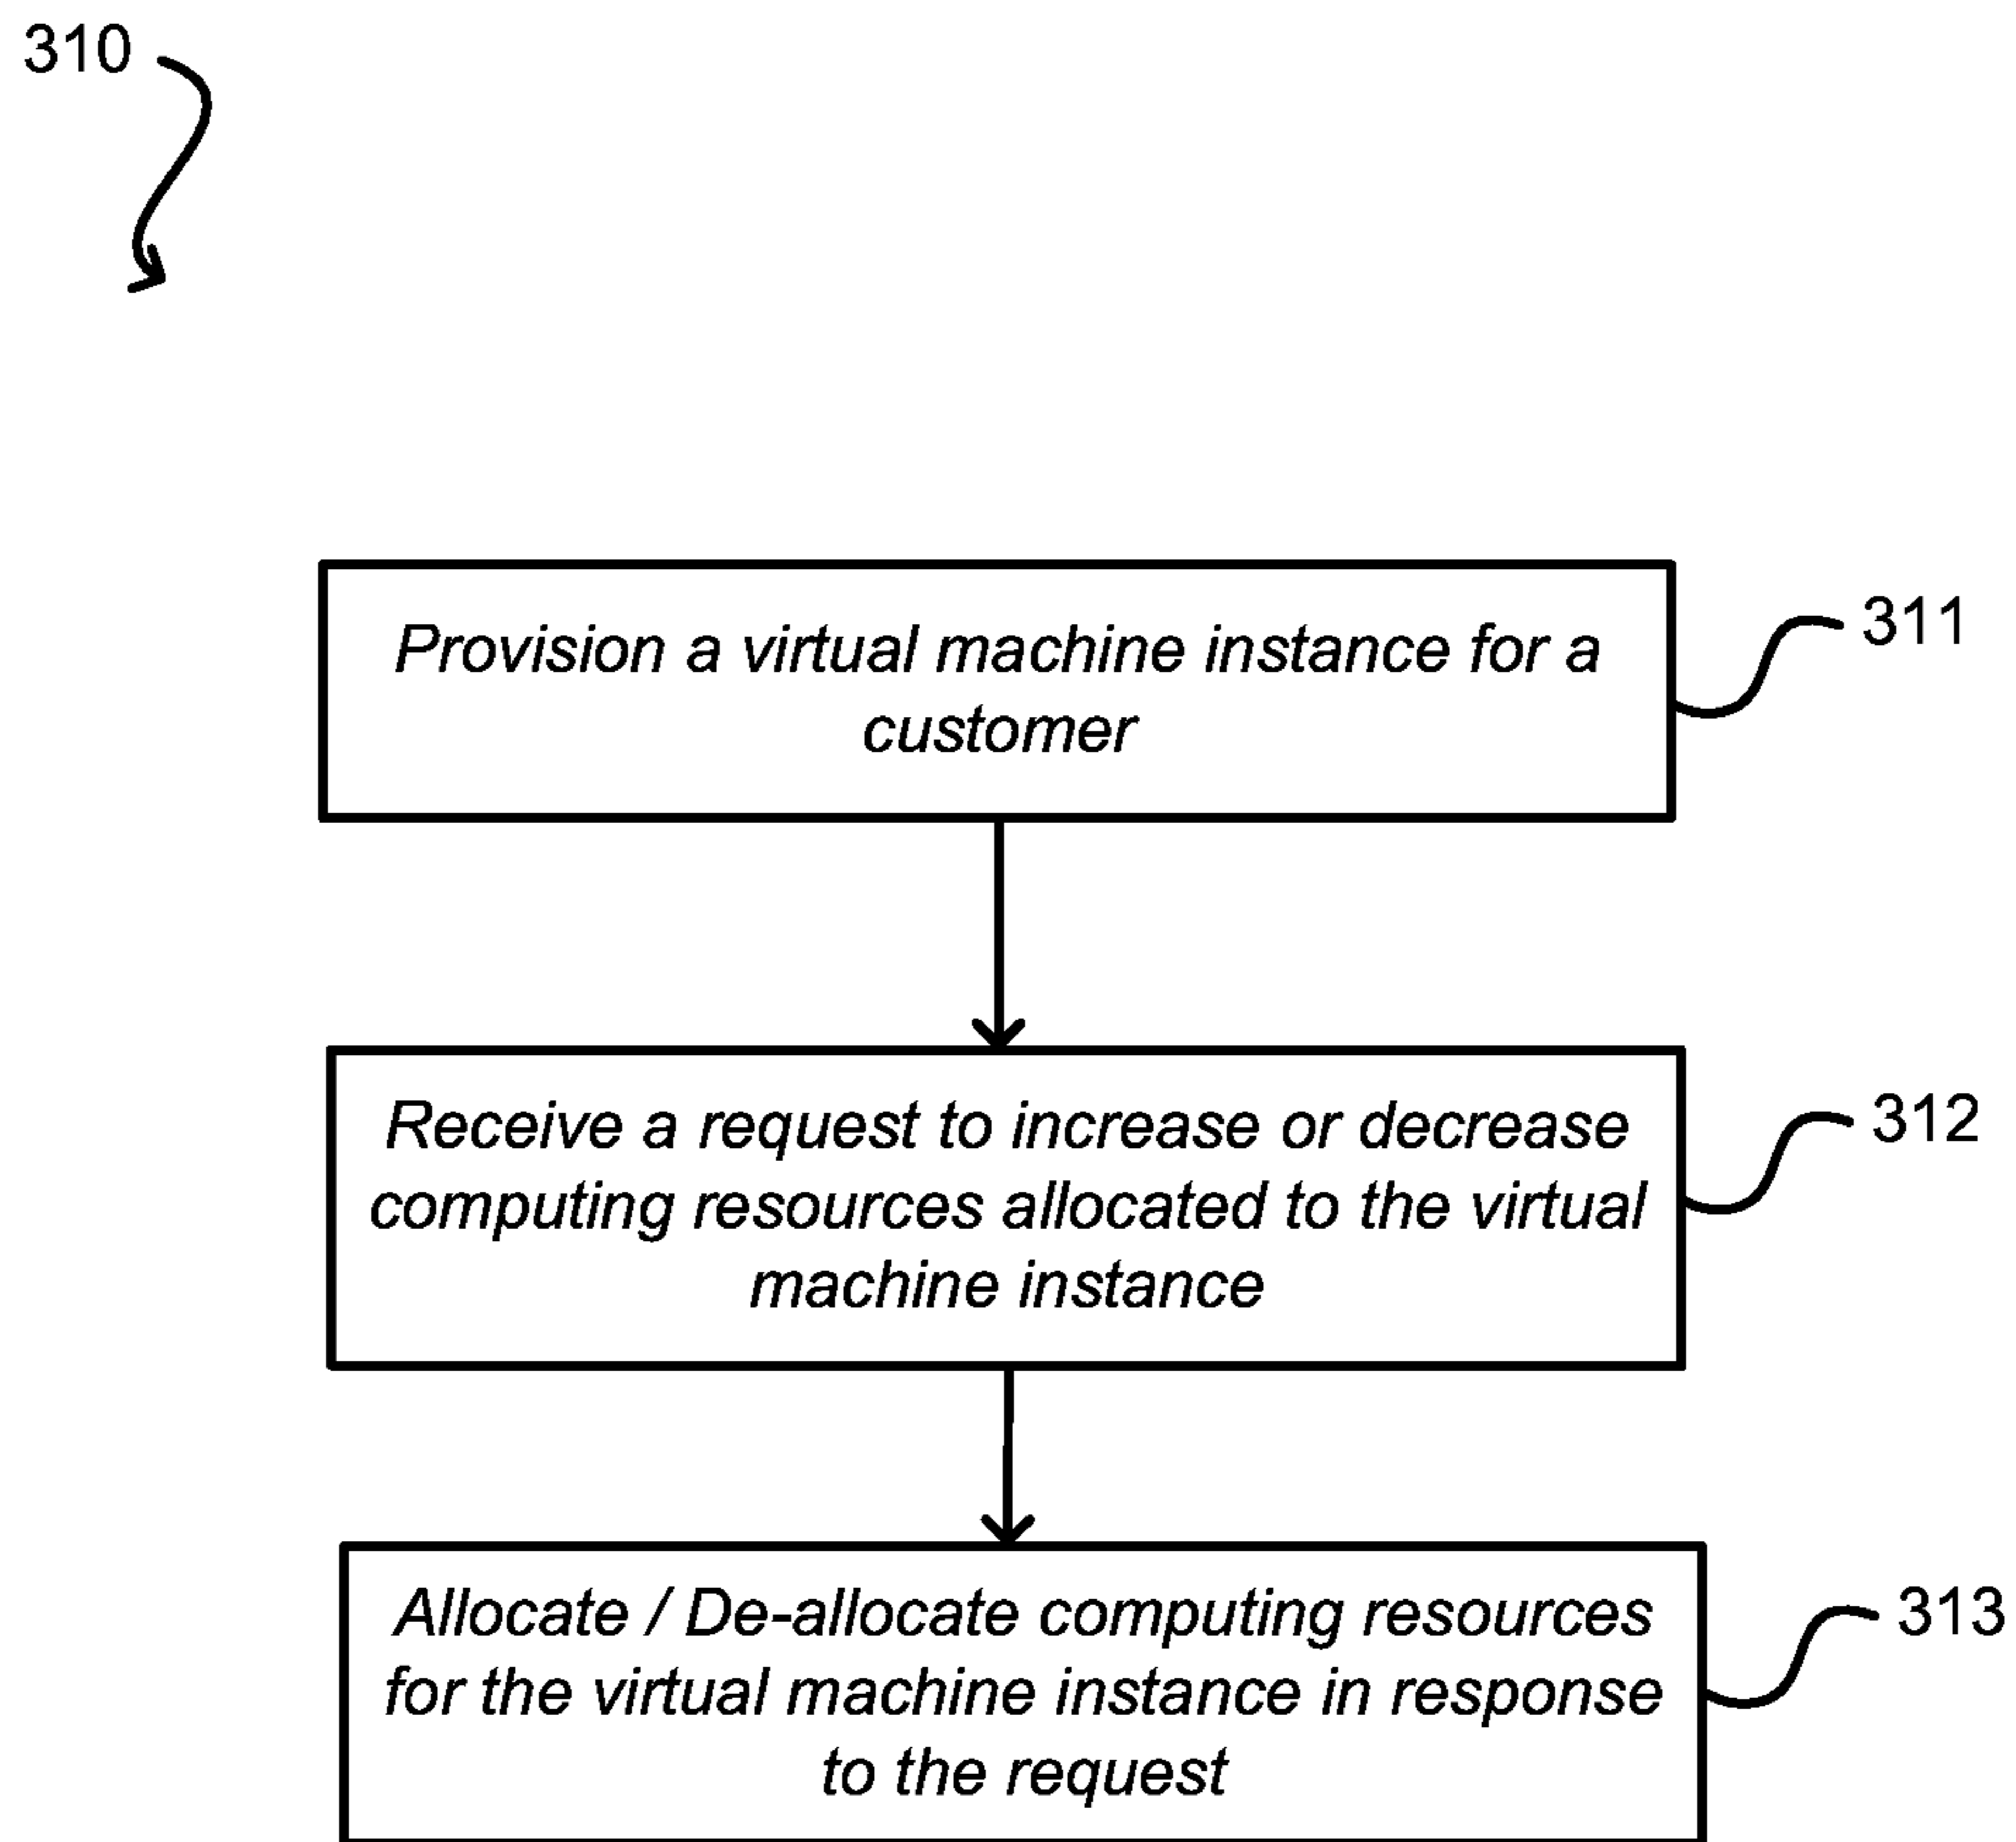 310
Provision a virtual machine instance for a
customer
311
Receive a request to increase or decrease
computing resources allocated to the virtual
machine instance
312
Allocate / De-allocate computing resources
for the virtual machine instance in response
to the request
313